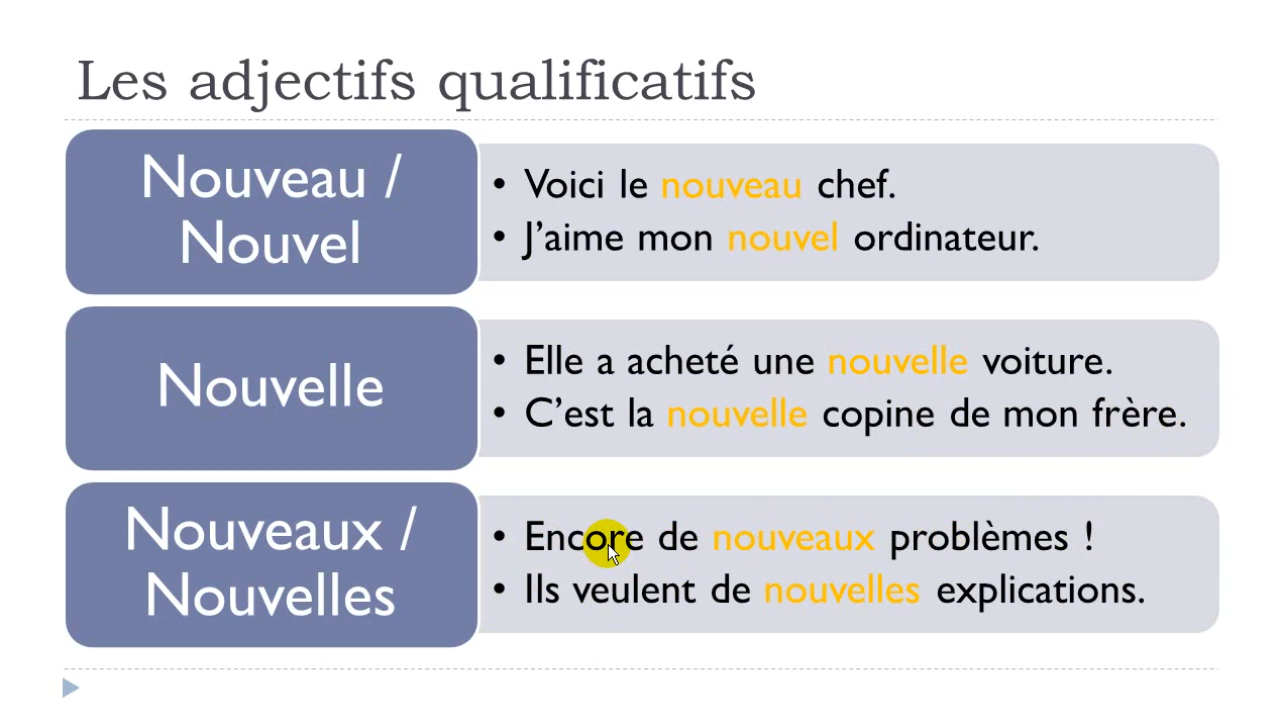 Les adjectifs qualificatifs
Nouveau /
Nouvel
• Voici le nouveau chef.
• J’aime mon nouvel ordinateur.
Nouvelle
• Elle a acheté une nouvelle voiture.
• C’est la nouvelle copine de mon frère.
Nouveaux /
Nouvelles
• Encore de nouveaux problèmes !
• Ils veulent de nouvelles explications.